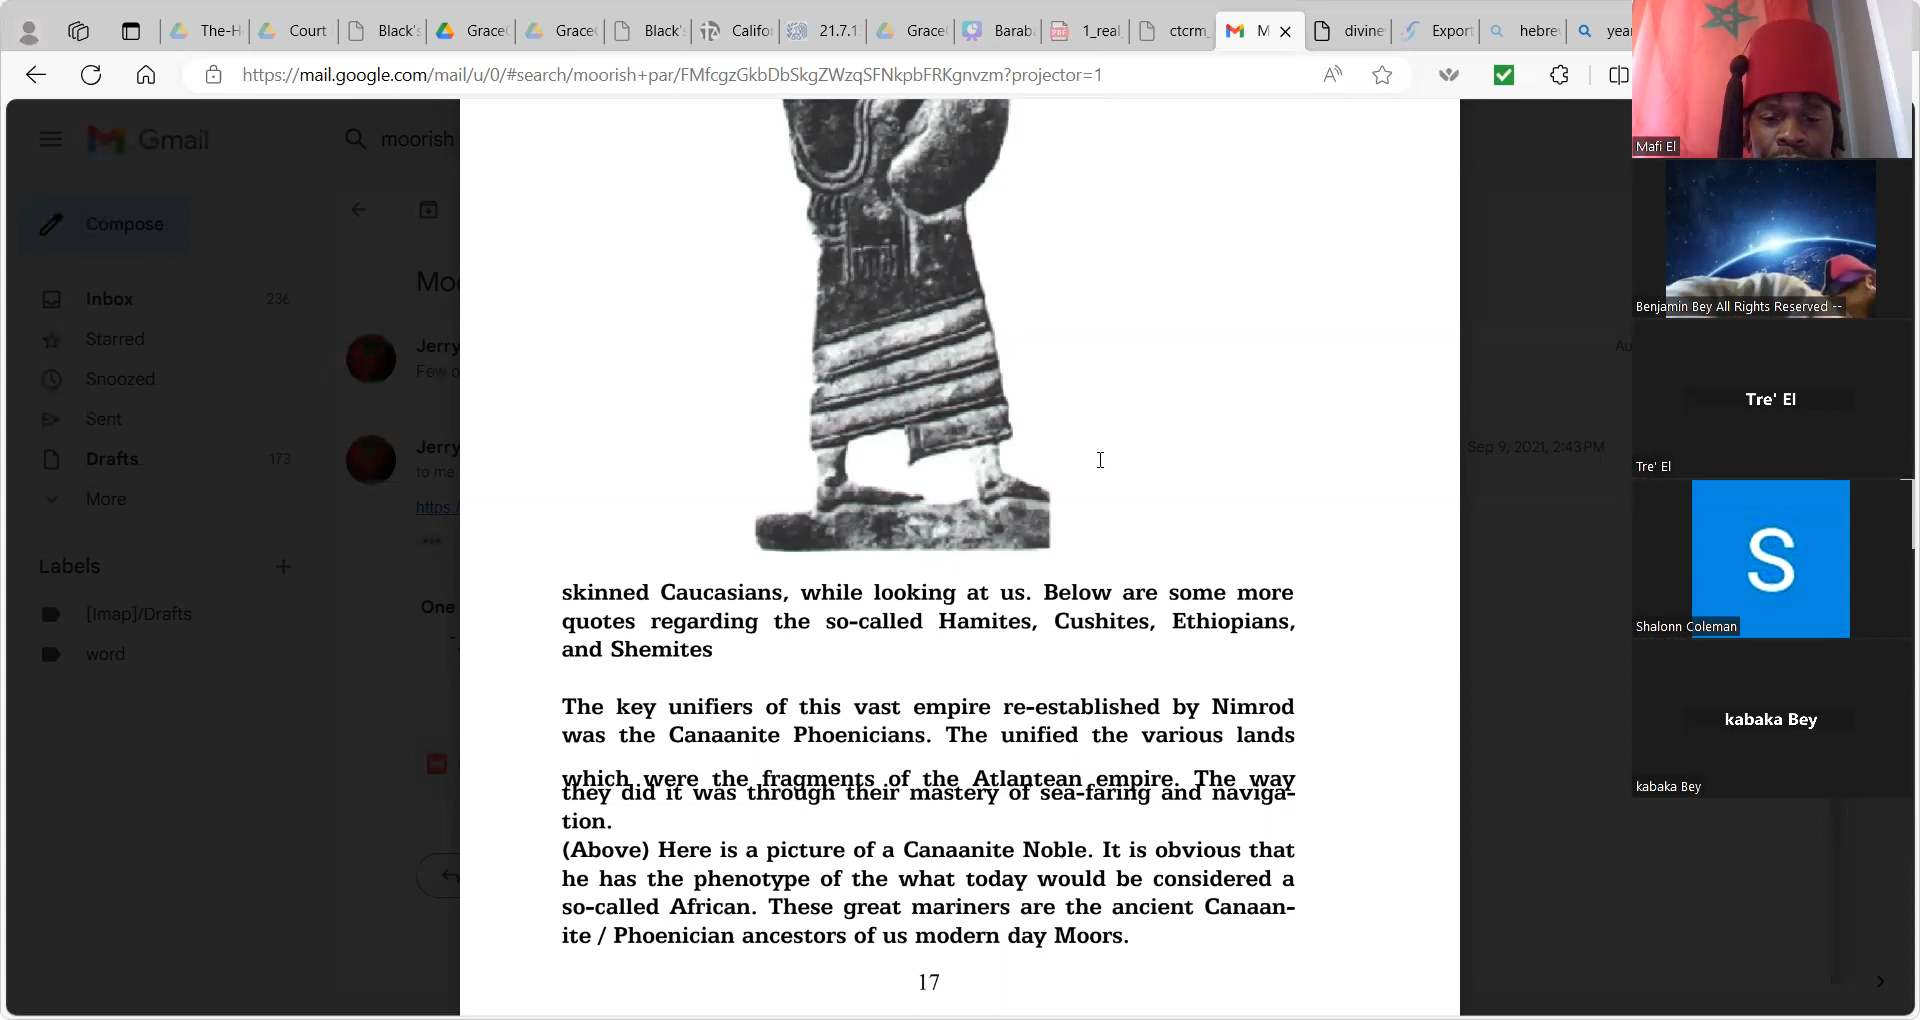 The-H
Court
Black's
Grace
Grace
Black's
Califo
21.7.1
Grace
Barab
1_real
ctcrm_
M
divine
Export
hebre
year
https://mail.google.com/mail/u/0/#search/moorish+par/FMfcgzGkbDbSkgZWzqSFNkpbFRKgnvzm?projector=1
Gmail
moorish
Compose
Inbox 236
Starred
Snoozed
Sent
Drafts 173
More
Labels
[Imap]/Drafts
word
Moo
Jerry
Few o
Jerry
to me
https:
One
Au
Sep 9, 2021, 2:43 PM
skinned Caucasians, while looking at us. Below are some more
quotes regarding the so-called Hamites, Cushites, Ethiopians,
and Shemites
The key unifiers of this vast empire re-established by Nimrod
was the Canaanite Phoenicians. The unified the various lands
which were the fragments of the Atlantean empire. The way
they did it was through their mastery of sea-faring and naviga-
tion.
(Above) Here is a picture of a Canaanite Noble. It is obvious that
he has the phenotype of the what today would be considered a
so-called African. These great mariners are the ancient Canaan-
ite / Phoenician ancestors of us modern day Moors.
17
Mafi El
Benjamin Bey All Rights Reserved --
Tre' El
Tre' El
S
Shalonn Coleman
kabaka Bey
kabaka Bey